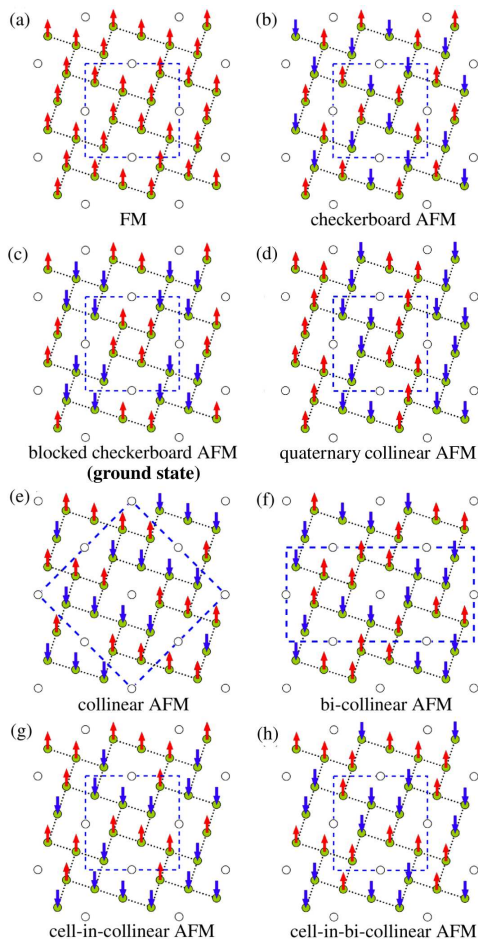 (a)
(b)
FM
checkerboard AFM
(c)
(d)
blocked checkerboard AFM
(ground state)
quaternary collinear AFM
(e)
(f)
collinear AFM
bi-collinear AFM
(g)
(h)
cell-in-collinear AFM
cell-in-bi-collinear AFM